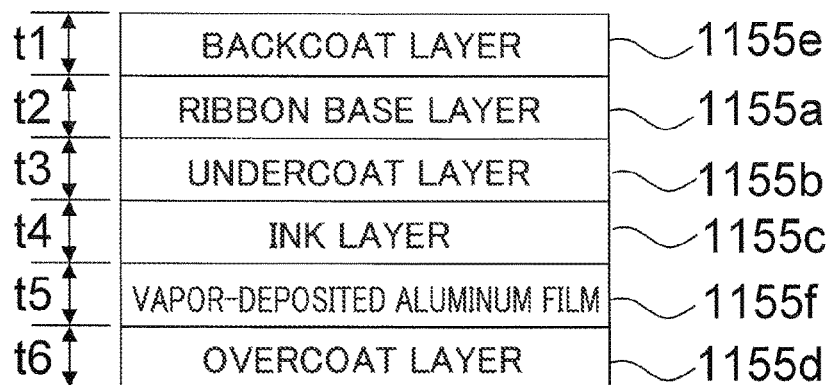 t1 BACKCOAT LAYER 1155e
t2 RIBBON BASE LAYER 1155a
t3 UNDERCOAT LAYER 1155b
t4 INK LAYER 1155c
t5 VAPOR-DEPOSITED ALUMINUM FILM 1155f
t6 OVERCOAT LAYER 1155d